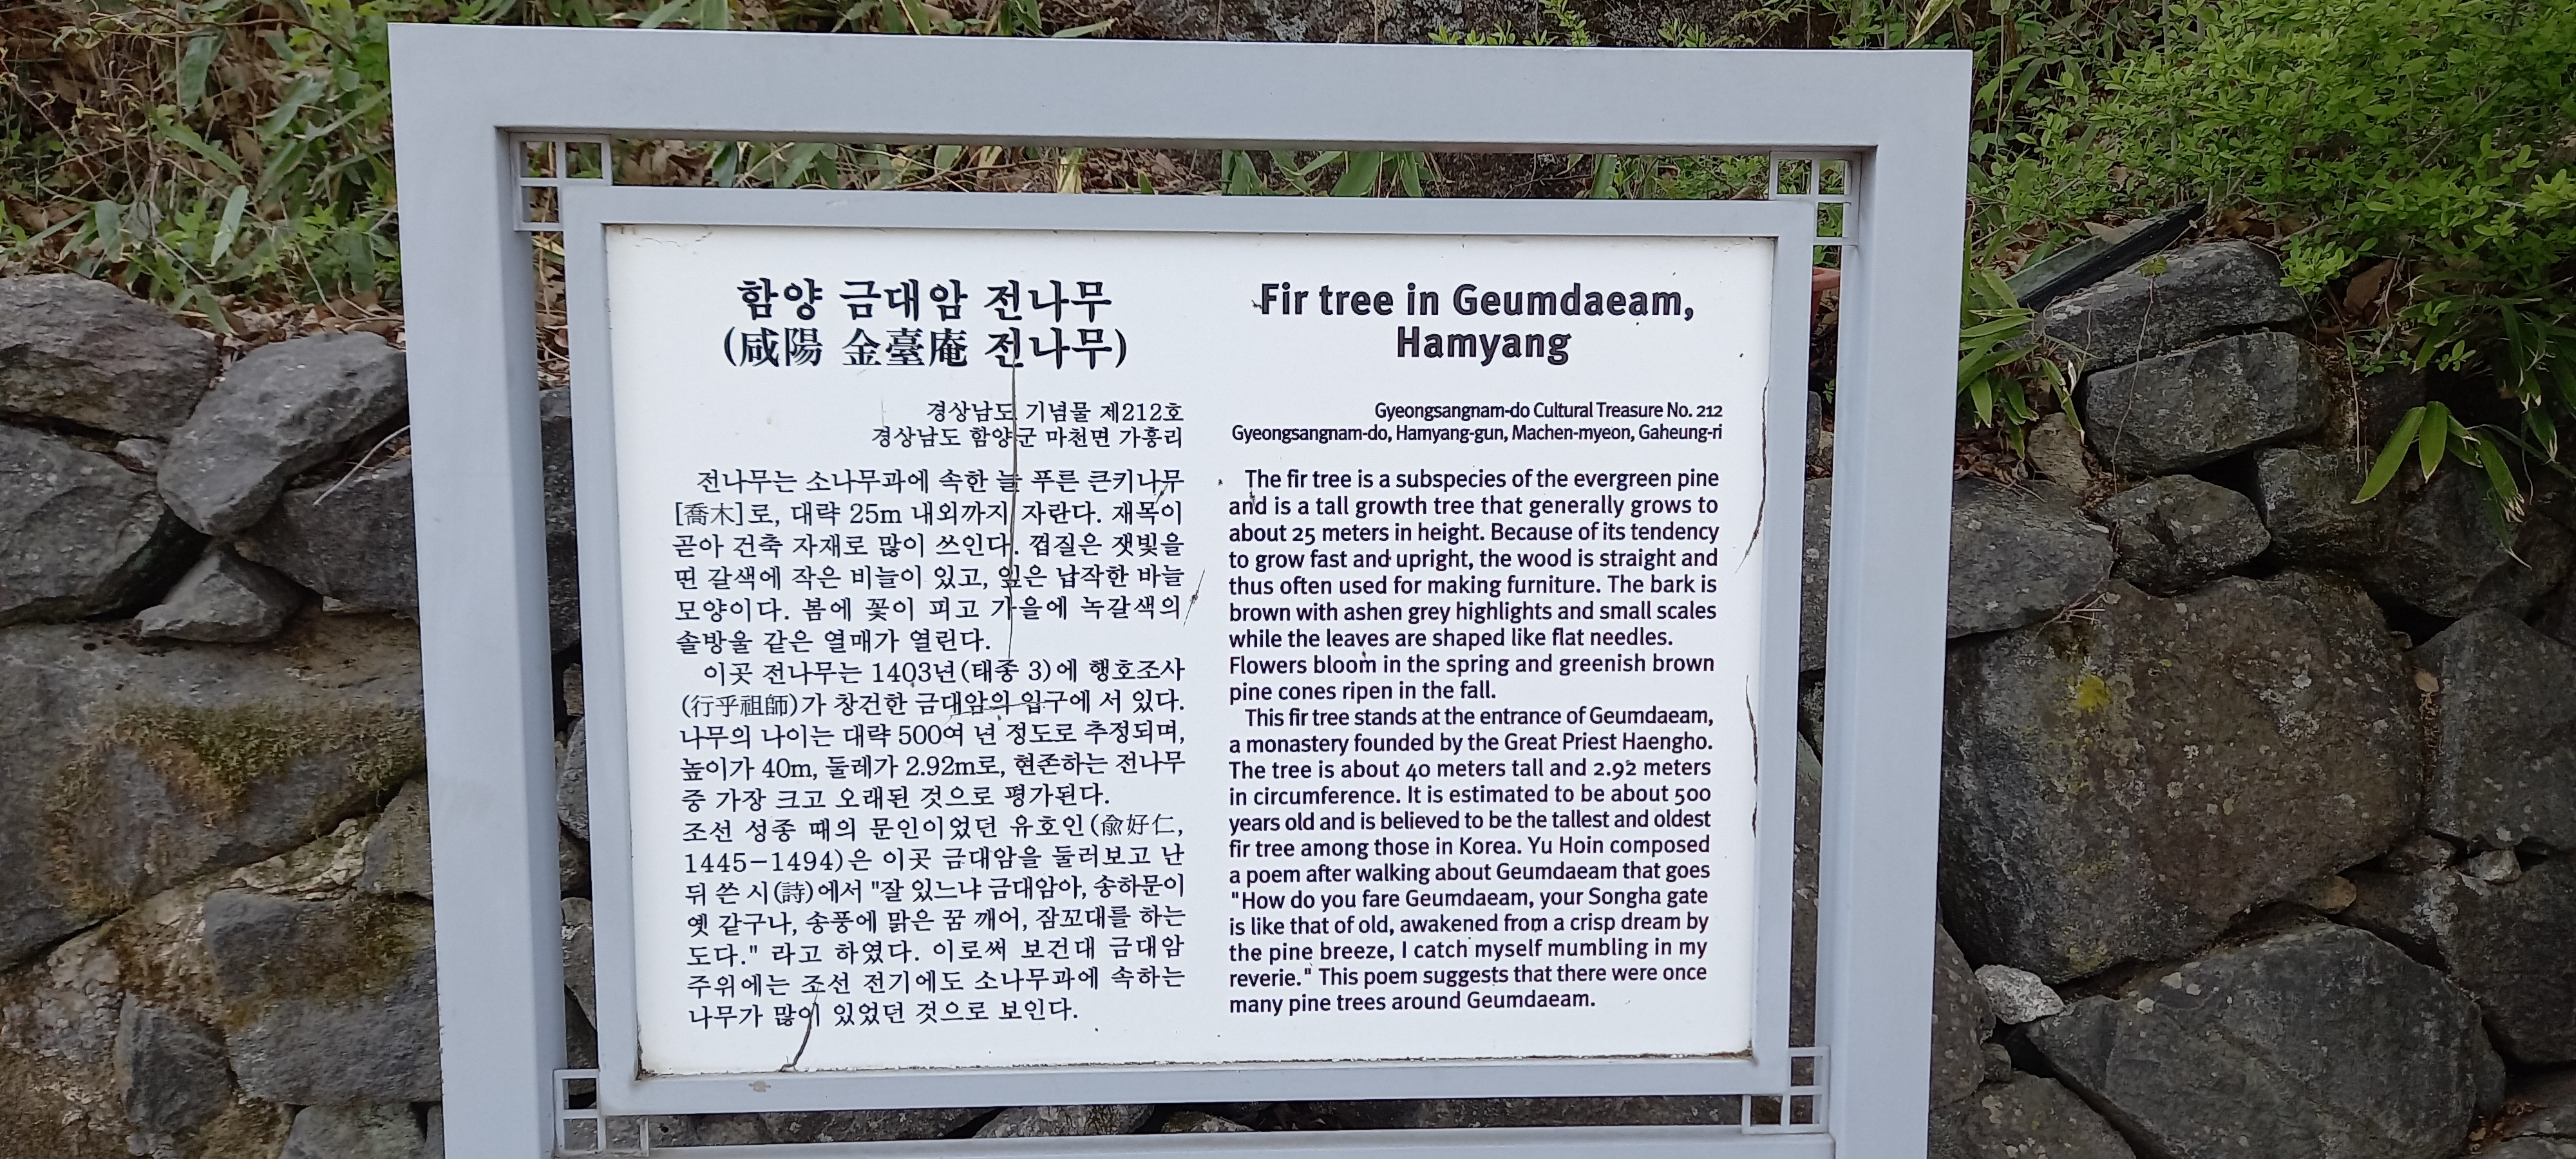 함양 금대암 전나무
(咸陽 金臺庵 전나무)
경상남도 기념물 제212호
경상남도 함양군 마천면 가흥리
전나무는 소나무과에 속한 늘 푸른 큰키나무
[喬木]로, 대략 25m 내외까지 자란다. 재목이
곧아 건축 자재로 많이 쓰인다. 껍질은 잿빛을
띤 갈색에 작은 비늘이 있고, 잎은 납작한 바늘
모양이다. 봄에 꽃이 피고 가을에 녹갈색의
솔방울 같은 열매가 열린다.
이곳 전나무는 1403년(태종 3)에 행호조사
(行乎祖師)가 창건한 금대암의 입구에 서 있다.
나무의 나이는 대략 500여 년 정도로 추정되며,
높이가 40m, 둘레가 2.92m로, 현존하는 전나무
중 가장 크고 오래된 것으로 평가된다.
조선 성종 때의 문인이었던 유호인(兪好仁,
1445-1494)은 이곳 금대암을 둘러보고 난
뒤 쓴 시(詩)에서 "잘 있느냐 금대암아, 송하문이
옛 같구나, 송풍에 맑은 꿈 깨어, 잠꼬대를 하는
도다." 라고 하였다. 이로써 보건대 금대암
주위에는 조선 전기에도 소나무과에 속하는
나무가 많이 있었던 것으로 보인다.
Fir tree in Geumdaeam,
Hamyang
Gyeongsangnam-do Cultural Treasure No. 212
Gyeongsangnam-do, Hamyang-gun, Machen-myeon, Gaheung-ri
The fir tree is a subspecies of the evergreen pine
and is a tall growth tree that generally grows to
about 25 meters in height. Because of its tendency
to grow fast and upright, the wood is straight and
thus often used for making furniture. The bark is
brown with ashen grey highlights and small scales
while the leaves are shaped like flat needles.
Flowers bloom in the spring and greenish brown
pine cones ripen in the fall.
This fir tree stands at the entrance of Geumdaeam,
a monastery founded by the Great Priest Haengho.
The tree is about 40 meters tall and 2.92 meters
in circumference. It is estimated to be about 500
years old and is believed to be the tallest and oldest
fir tree among those in Korea. Yu Hoin composed
a poem after walking about Geumdaeam that goes
"How do you fare Geumdaeam, your Songha gate
is like that of old, awakened from a crisp dream by
the pine breeze, I catch myself mumbling in my
reverie." This poem suggests that there were once
many pine trees around Geumdaeam.